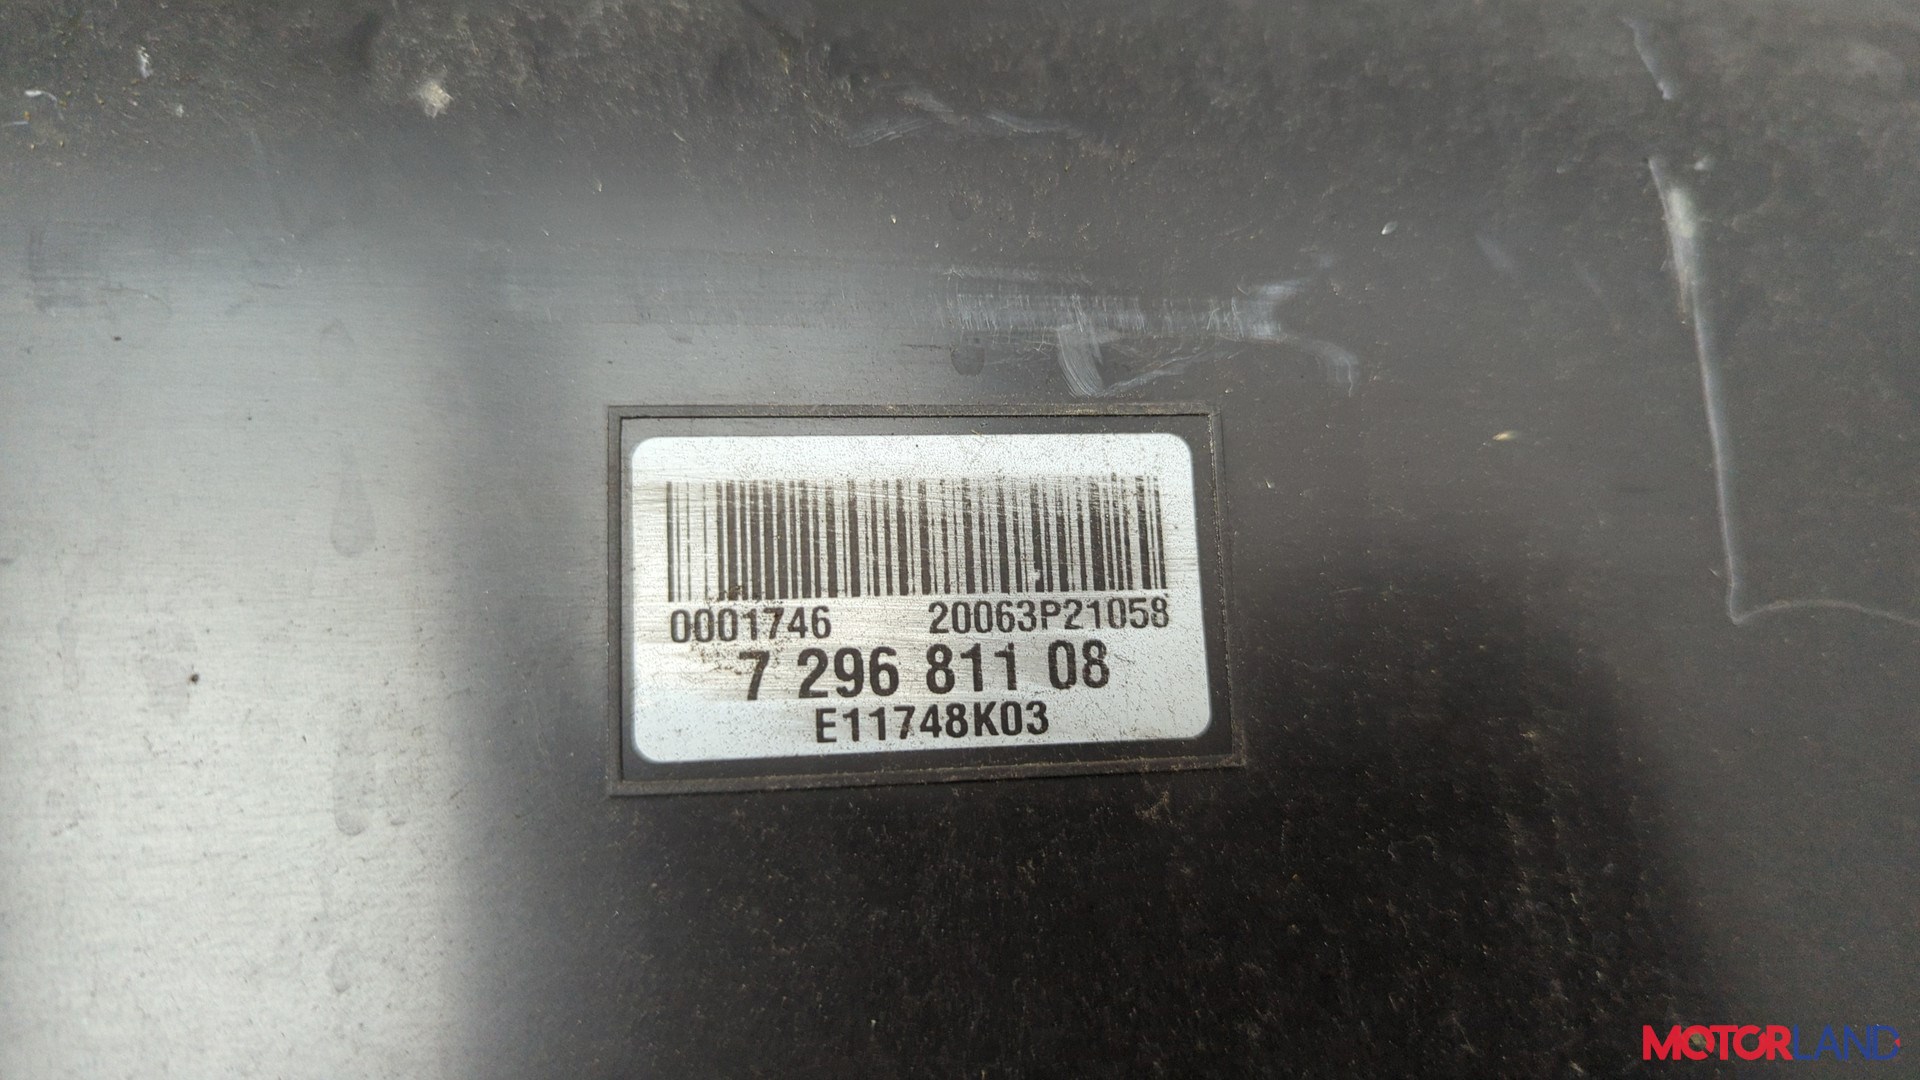 0001746 20063P21058
7 296 811 08
E11748K03
MOTORLAND